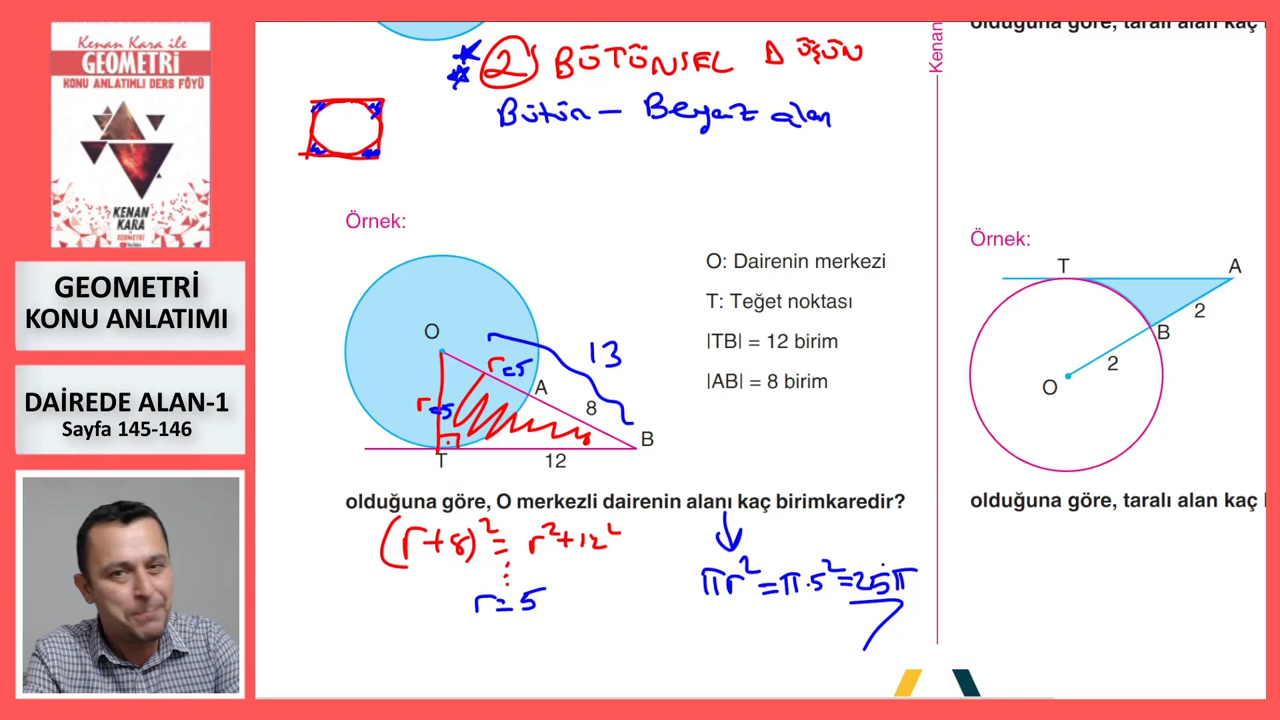 Kenan Kara ile
GEOMETRİ
KONU ANLATIMLI DERS FÖYÜ
KENAN
KARA
GEOMETRİ
GEOMETRİ
KONU ANLATIMI
DAİREDE ALAN-1
Sayfa 145-146
2 BÜTÜNSEL DÜŞÜN
Bütün - Beyaz alan
Örnek:
O
r=5
r=5
13
A
8
B
T
12
O: Dairenin merkezi
T: Teğet noktası
|TB| = 12 birim
|AB| = 8 birim
olduğuna göre, O merkezli dairenin alanı kaç birimkaredir?
(r+8)² = r²+12²
r=5
πr² = π.5² = 25π
Kenan
olduğuna göre, taralı alan kaç
Örnek:
T
A
2
B
2
O
olduğuna göre, taralı alan kaç